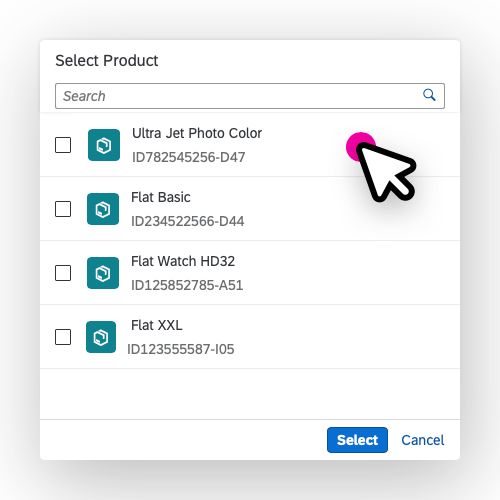 Select Product
Search
Ultra Jet Photo Color
ID782545256-D47
Flat Basic
ID234522566-D44
Flat Watch HD32
ID125852785-A51
Flat XXL
ID123555587-I05
Select Cancel